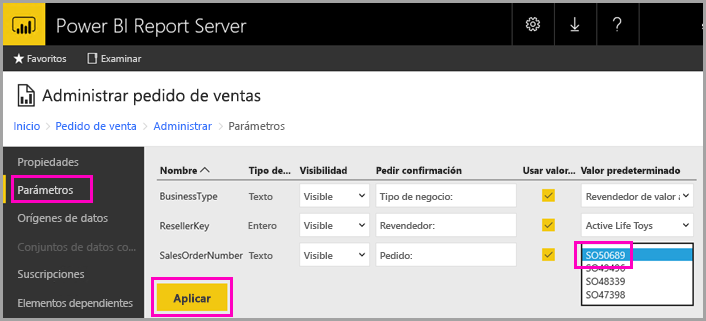 Power BI Report Server
?
Favoritos Examinar
Administrar pedido de ventas
Inicio > Pedido de venta > Administrar > Parámetros
Propiedades
Parámetros
Orígenes de datos
Conjuntos de datos co...
Suscripciones
Elementos dependientes
Nombre Tipo de... Visibilidad Pedir confirmación Usar valor... Valor predeterminado
BusinessType Texto Visible Tipo de negocio: Revendedor de valor a
ResellerKey Entero Visible Revendedor: Active Life Toys
SalesOrderNumber Texto Visible Pedido:
SO50689
SO49496
SO48339
SO47398
Aplicar